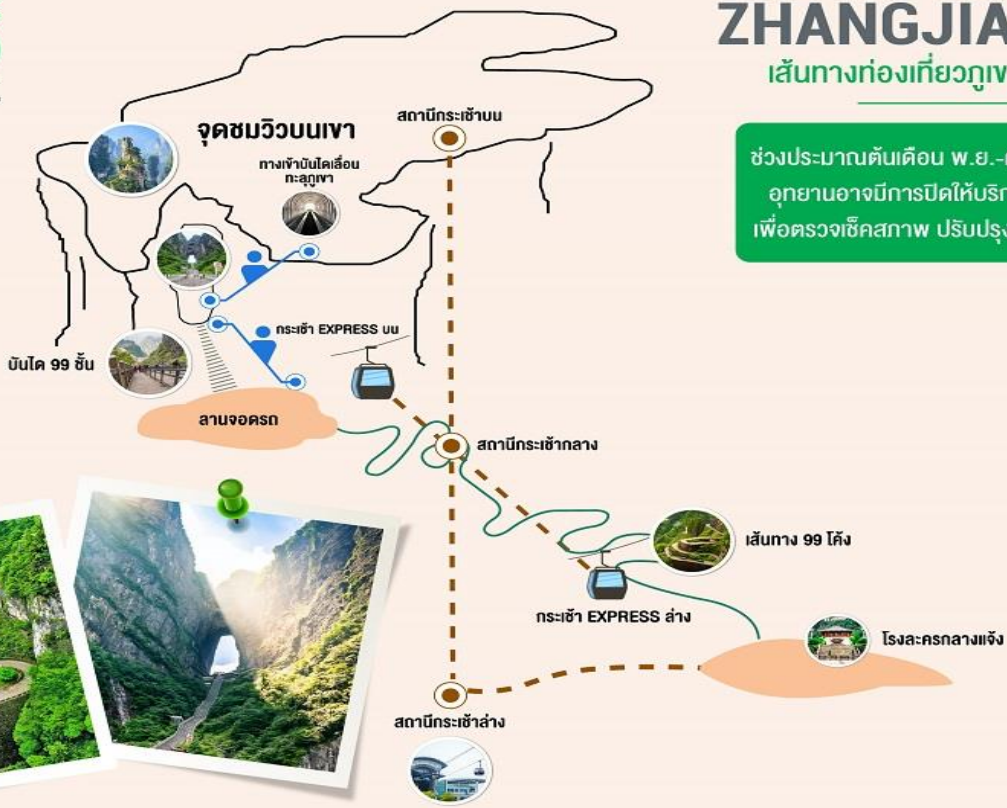 ZHANGJIA
เส้นทางท่องเที่ยวภูเข
ช่วงประมาณต้นเดือน พ.ย.-
อุทยานอาจมีการปิดให้บริก
เพื่อตรวจเช็คสภาพ ปรับปรุง
สถานีกระเช้าบน
จุดชมวิวบนเขา
ทางเข้าบันไดเลื่อน
ทะลุภูเขา
กระเช้า EXPRESS บน
บันได 99 ชั้น
ลานจอดรถ
สถานีกระเช้ากลาง
เส้นทาง 99 โค้ง
กระเช้า EXPRESS ล่าง
โรงละครกลางแจ้ง
สถานีกระเช้าล่าง